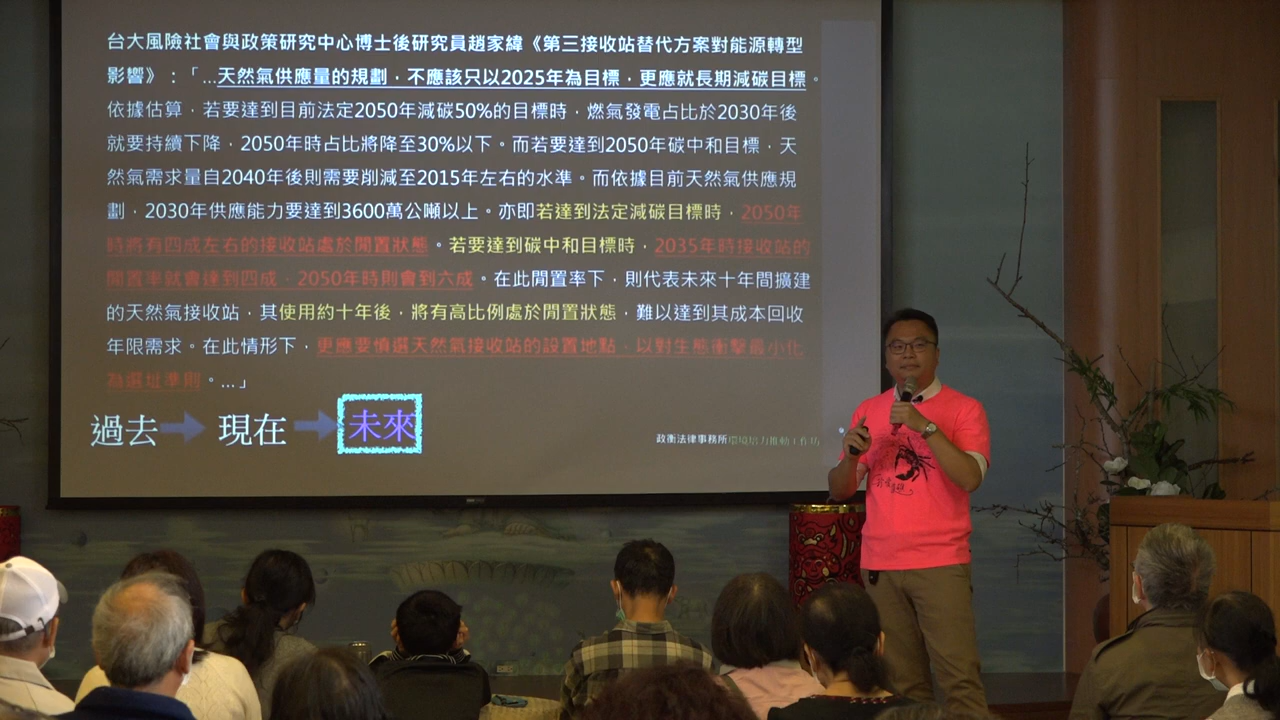 台大風險社會與政策研究中心博士後研究員趙家緯《第三接收站替代方案對能源轉型
影響》：「...天然氣供應量的規劃，不應該只以2025年為目標，更應就長期減碳目標。
依據估算，若要達到目前法定2050年減碳50%的目標時，燃氣發電占比於2030年後
就要持續下降，2050年時占比將降至30%以下。而若要達到2050年碳中和目標，天
然氣需求量自2040年後則需要削減至2015年左右的水準。而依據目前天然氣供應規
劃，2030年供應能力要達到3600萬公噸以上。亦即若達到法定減碳目標時，2050年
時將有四成左右的接收站處於閒置狀態。若要達到碳中和目標時，2035年時接收站的
閒置率就會達到四成，2050年時則會到六成。在此閒置率下，則代表未來十年間擴建
的天然氣接收站，其使用約十年後，將有高比例處於閒置狀態，難以達到其成本回收
年限需求。在此情形下，更應要慎選天然氣接收站的設置地點，以對生態衝擊最小化
為選址準則。...」
過去 現在 未來
政衡法律事務所環境培力推動工作坊